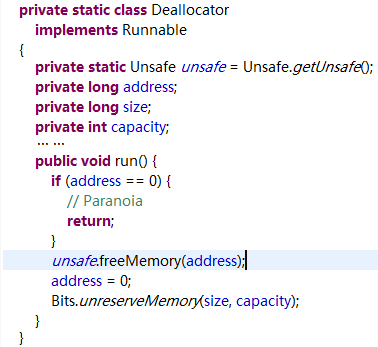 private static class Deallocator
implements Runnable
{
private static Unsafe unsafe = Unsafe.getUnsafe();
private long address;
private long size;
private int capacity;
... ...
public void run() {
if (address == 0) {
// Paranoia
return;
}
unsafe.freeMemory(address);
address = 0;
Bits.unreserveMemory(size, capacity);
}
}